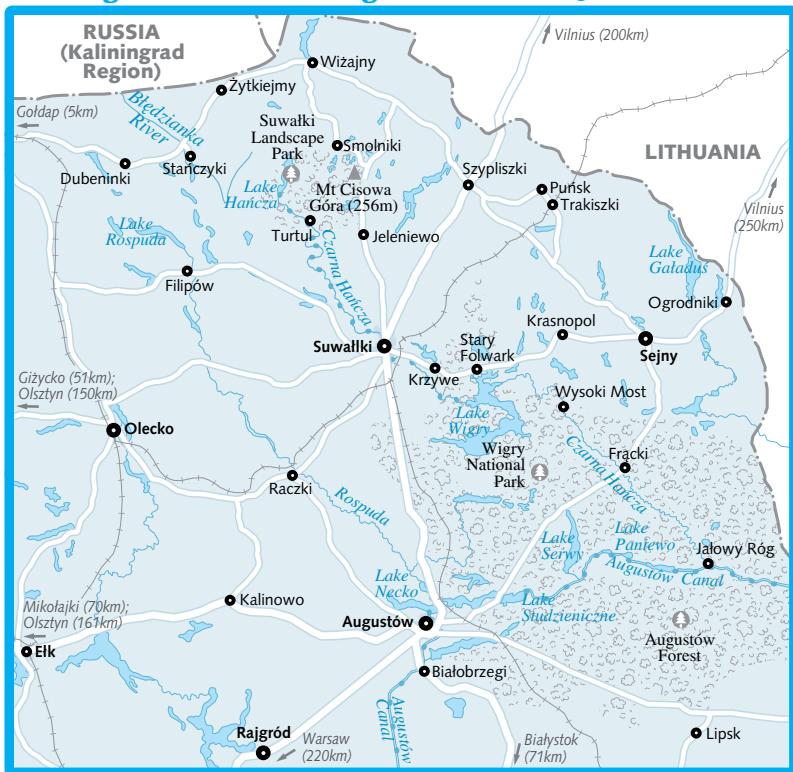 RUSSIA
(Kaliningrad
Region)
Vilnius (200km)
Wiżajny
Żytkiejmy
Gołdap (5km)
Błędzianka
River
Suwałki
Landscape
Park
Smolniki
LITHUANIA
Stańczyki
Dubeninki
Szypliszki
Lake
Hańcza
Mt Cisowa
Góra (256m)
Puńsk
Trakiszki
Vilnius
(250km)
Lake
Rospuda
Turtul
Jeleniewo
Czarna Hańcza
Lake
Gaładuś
Filipów
Ogrodniki
Krasnopol
Suwałlki
Stary
Folwark
Sejny
Krzywe
Giżycko (51km);
Olsztyn (150km)
Wysoki Most
Lake
Wigry
Olecko
Wigry
National
Park
Czarna Hańcza
Frącki
Raczki
Rospuda
Lake
Serwy
Lake
Paniewo
Jałowy Róg
Augustów Canal
Lake
Necko
Mikołajki (70km);
Olsztyn (161km)
Kalinowo
Lake
Studzieniczne
Augustów
Augustów
Forest
Ełk
Białobrzegi
Augustów
Canal
Rajgród
Warsaw
(220km)
Białystok
(71km)
Lipsk